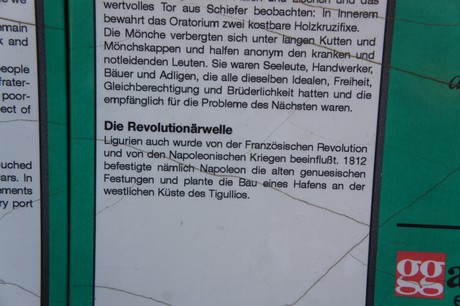 wertvolles Tor aus Schiefer beobachten: In Innerem
bewahrt das Oratorium zwei kostbare Holzkruzifixe.
Die Mönche verbergten sich unter langen Kutten und
Mönchskappen und halfen anonym den kranken und
notleidenden Leuten. Sie waren Seeleute, Handwerker,
Bäuer und Adligen, die alle dieselben Idealen, Freiheit,
Gleichberechtigung und Brüderlichkeit hatten und die
empfänglich für die Probleme des Nächsten waren.
Die Revolutionärwelle
Ligurien auch wurde von der Französischen Revolution
und von den Napoleonischen Kriegen beeinflußt. 1812
befestigte nämlich Napoleon die alten genuesischen
Festungen und plante die Bau eines Hafens an der
westlichen Küste des Tigullios.
emain
k and
eople
frater-
poor-
ect of
ouched
ars. In
ements
ry port
gg